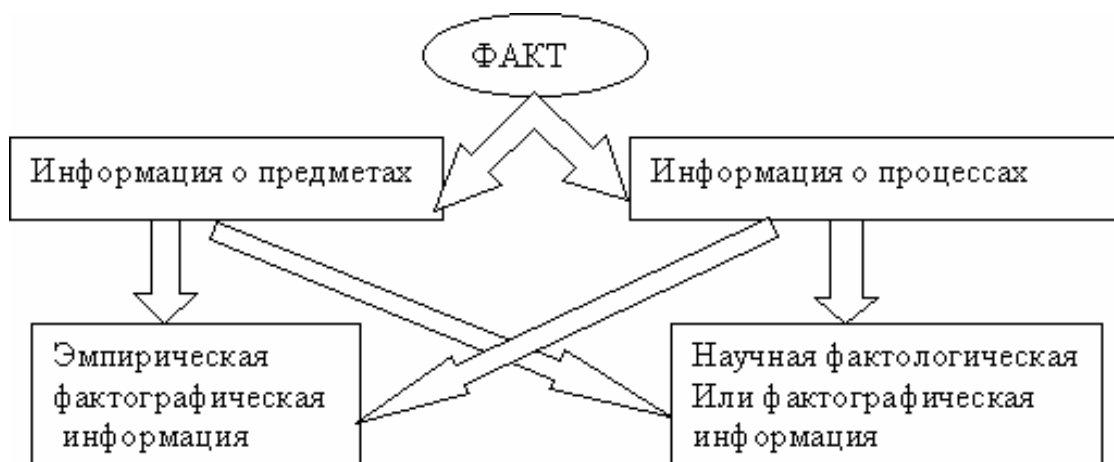 ФАКТ
Информация о предметах
Информация о процессах
Эмпирическая
фактографическая
информация
Научная фактологическая
Или фактографическая
информация